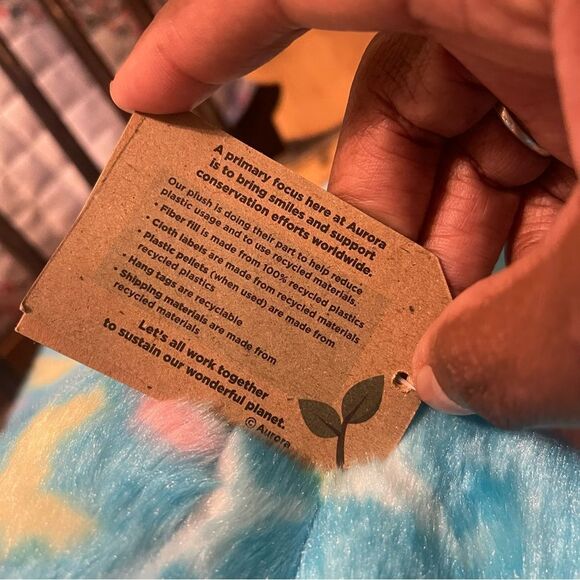 A primary focus here at Aurora
is to bring smiles and support
conservation efforts worldwide.
Our plush is doing their part to help reduce
plastic usage and to use recycled materials.
• Fiber fill is made from 100% recycled plastics
• Cloth labels are made from recycled materials
• Plastic pellets (when used) are made from
recycled plastics
• Hang tags are recyclable
• Shipping materials are made from
recycled materials
Let's all work together
to sustain our wonderful planet.
© Aurora